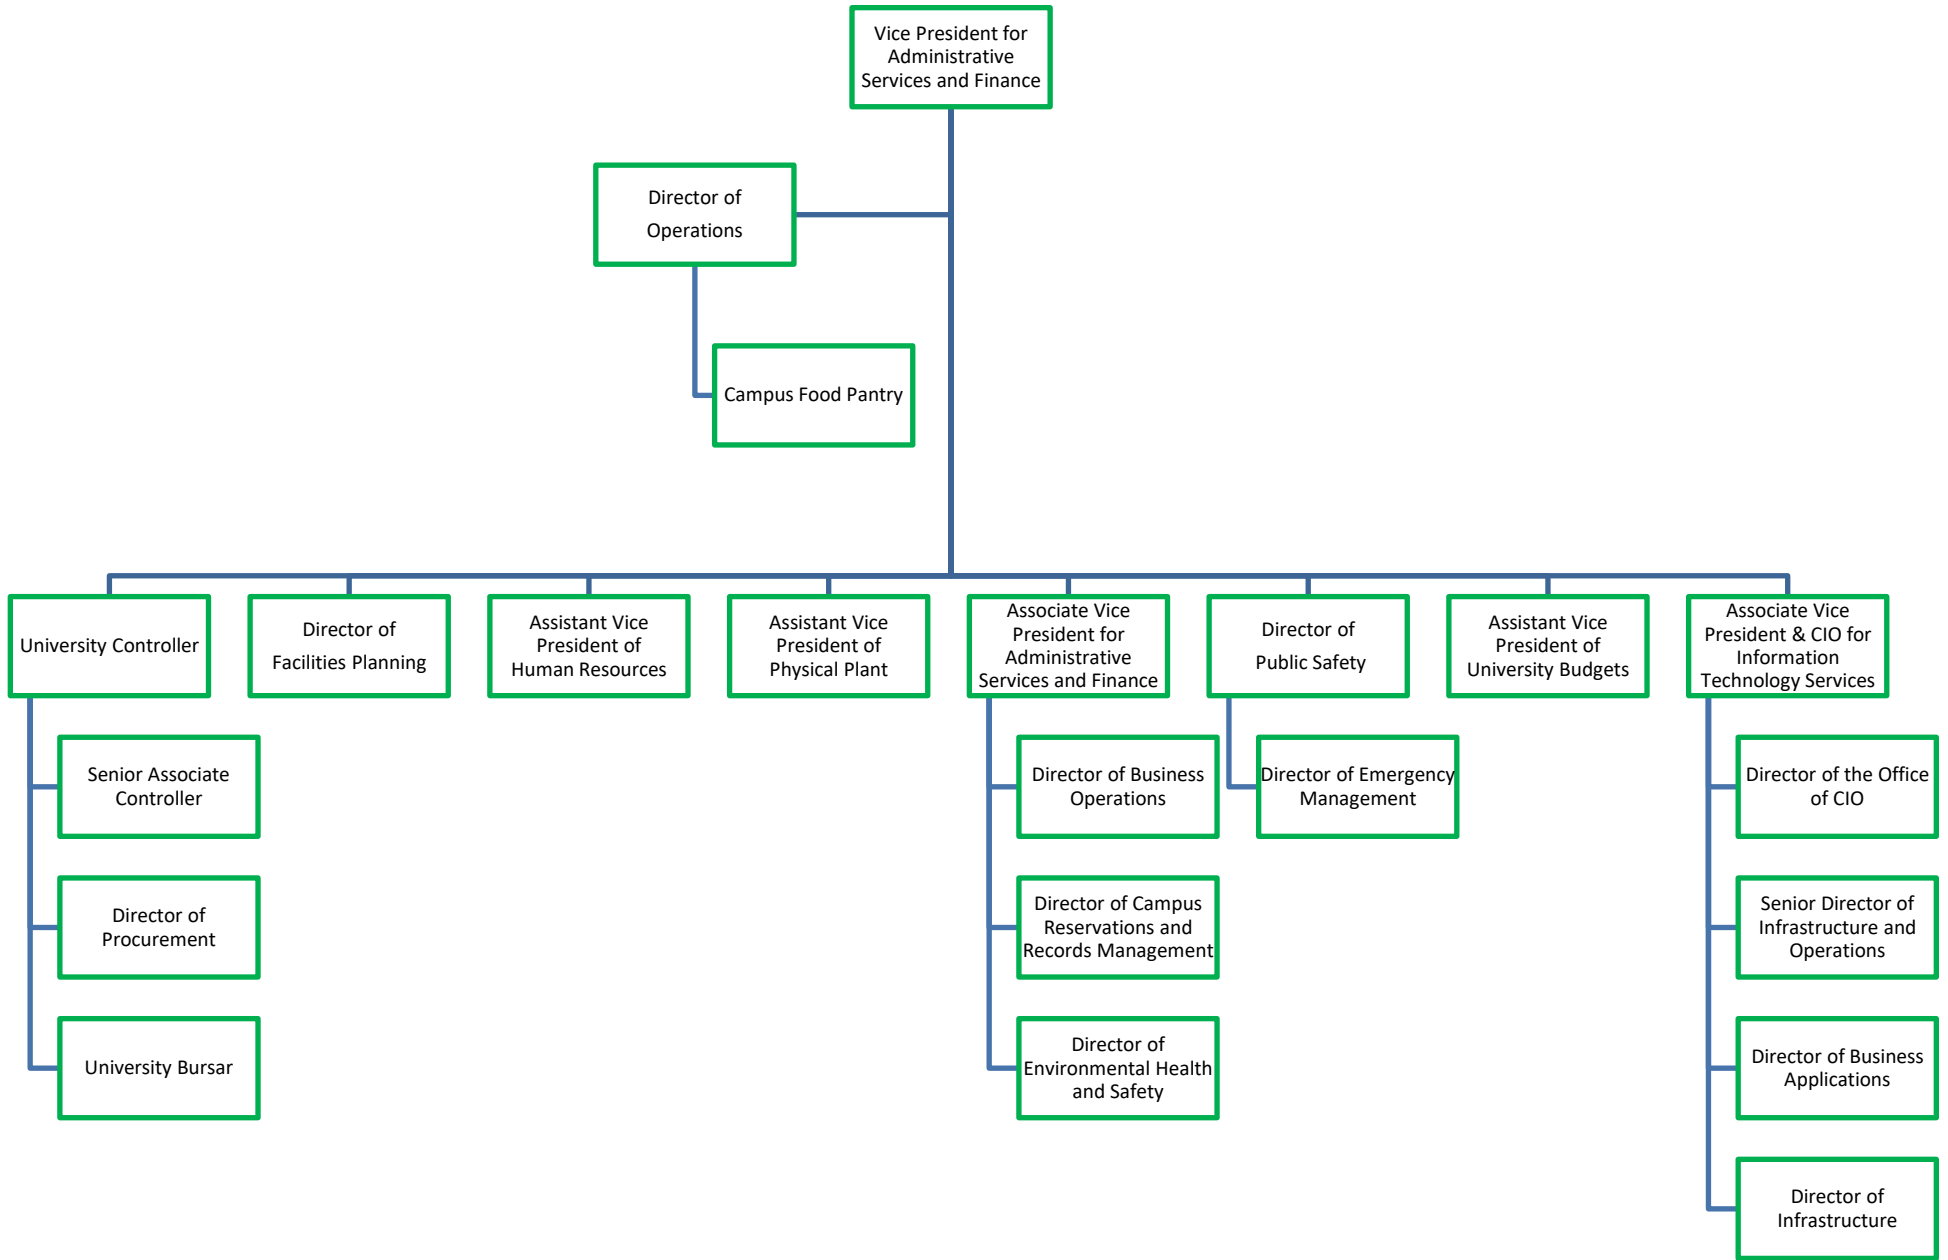 Vice President for
Administrative
Services and Finance
Director of
Operations
Campus Food Pantry
University Controller
Director of
Facilities Planning
Assistant Vice
President of
Human Resources
Assistant Vice
President of
Physical Plant
Associate Vice
President for
Administrative
Services and Finance
Director of
Public Safety
Assistant Vice
President of
University Budgets
Associate Vice
President & CIO for
Information
Technology Services
Senior Associate
Controller
Director of
Procurement
University Bursar
Director of Business
Operations
Director of Campus
Reservations and
Records Management
Director of
Environmental Health
and Safety
Director of Emergency
Management
Director of the Office
of CIO
Senior Director of
Infrastructure and
Operations
Director of Business
Applications
Director of
Infrastructure